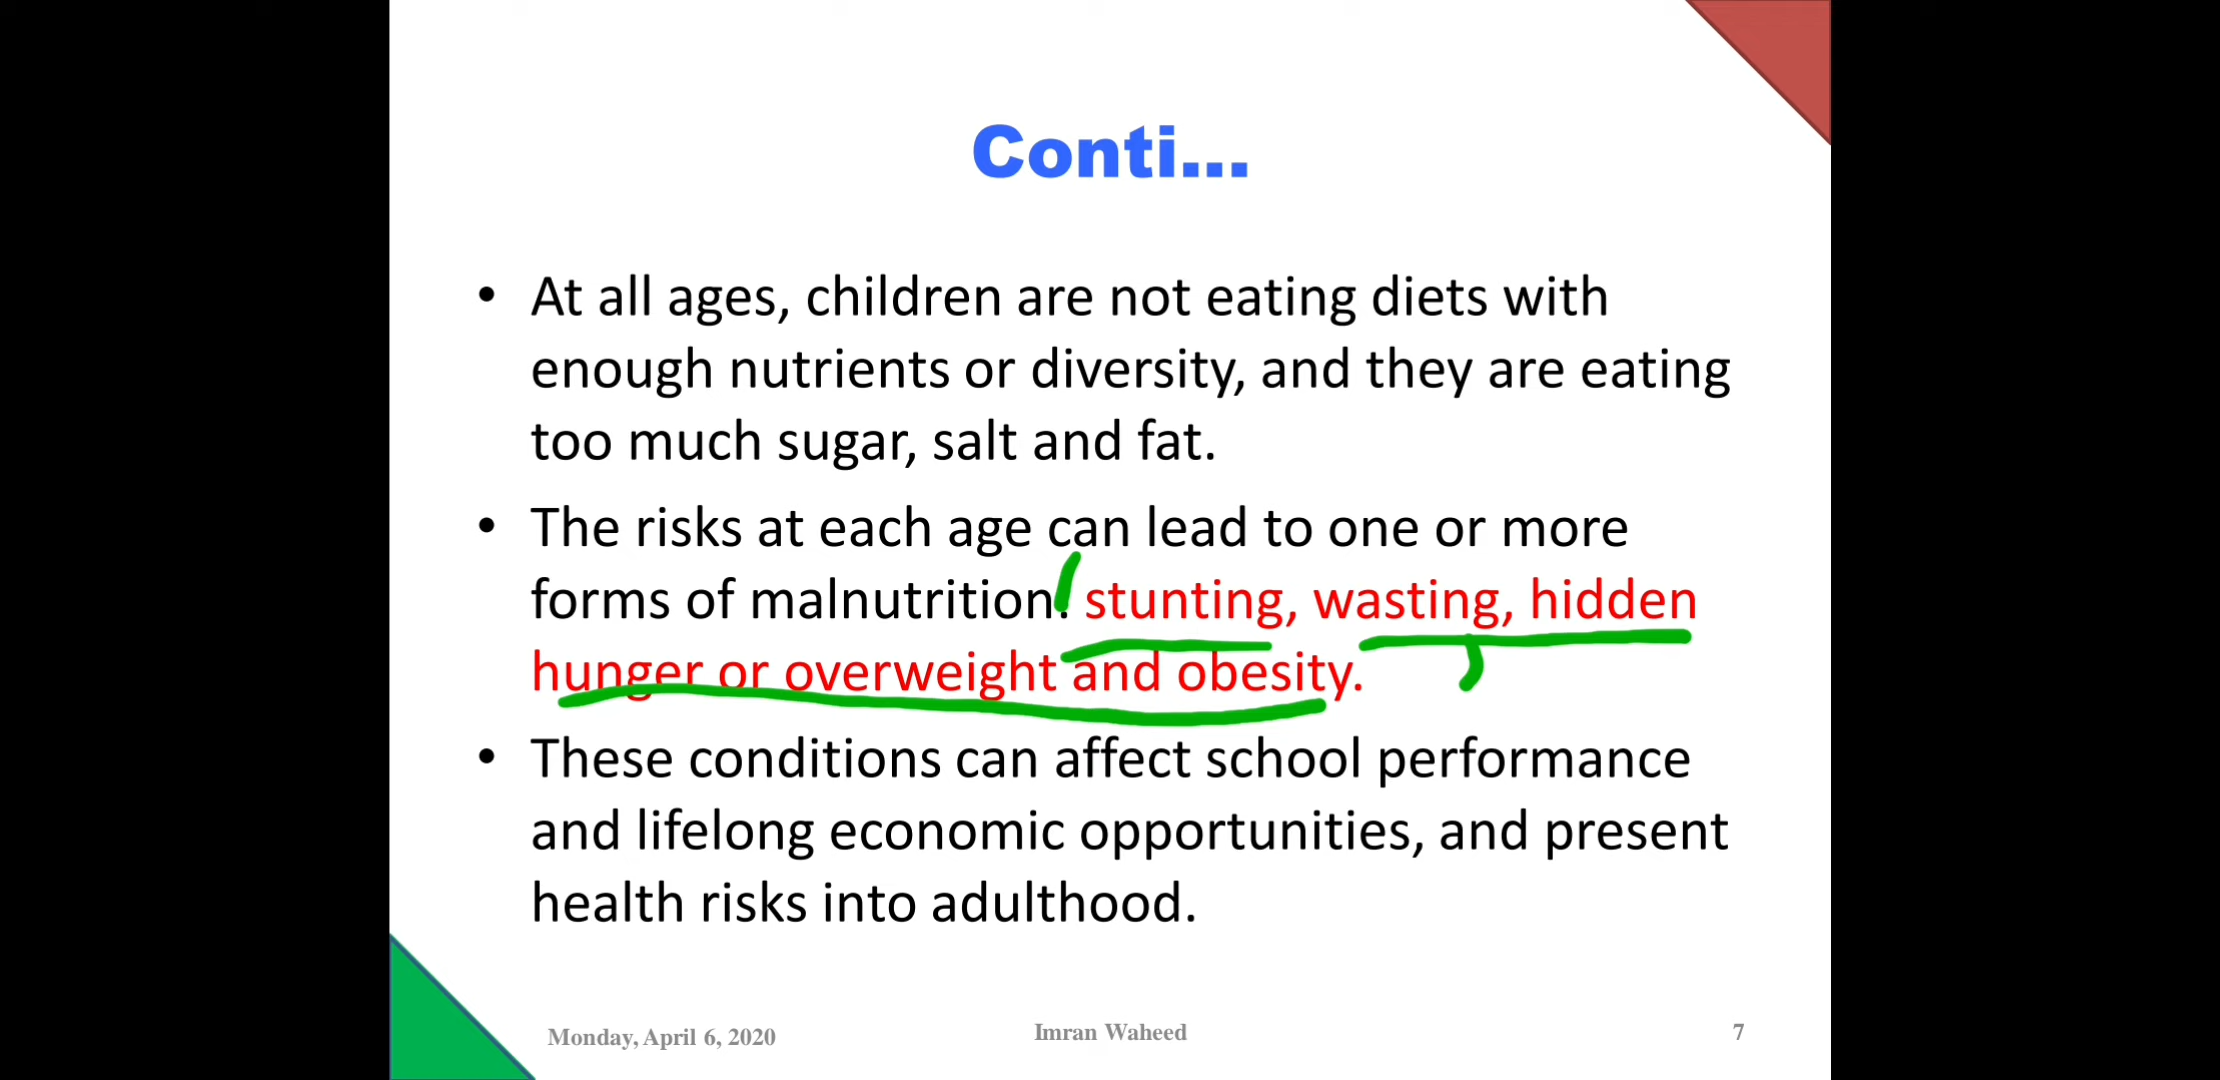 Conti...
• At all ages, children are not eating diets with
enough nutrients or diversity, and they are eating
too much sugar, salt and fat.
• The risks at each age can lead to one or more
forms of malnutrition: stunting, wasting, hidden
hunger or overweight and obesity.
• These conditions can affect school performance
and lifelong economic opportunities, and present
health risks into adulthood.
Monday, April 6, 2020
Imran Waheed
7